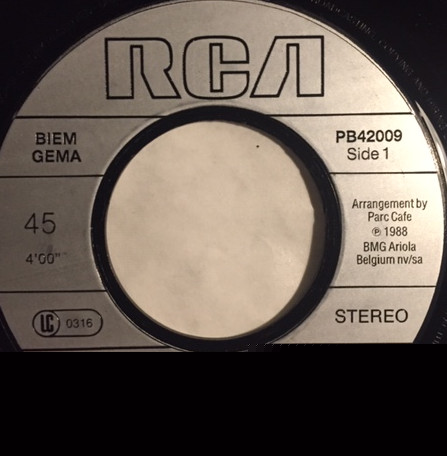 RCA
BIEM
GEMA
PB42009
Side 1
45
4'00"
Arrangement by
Parc Cafe
℗ 1988
BMG Ariola
Belgium nv/sa
LC 0316
STEREO